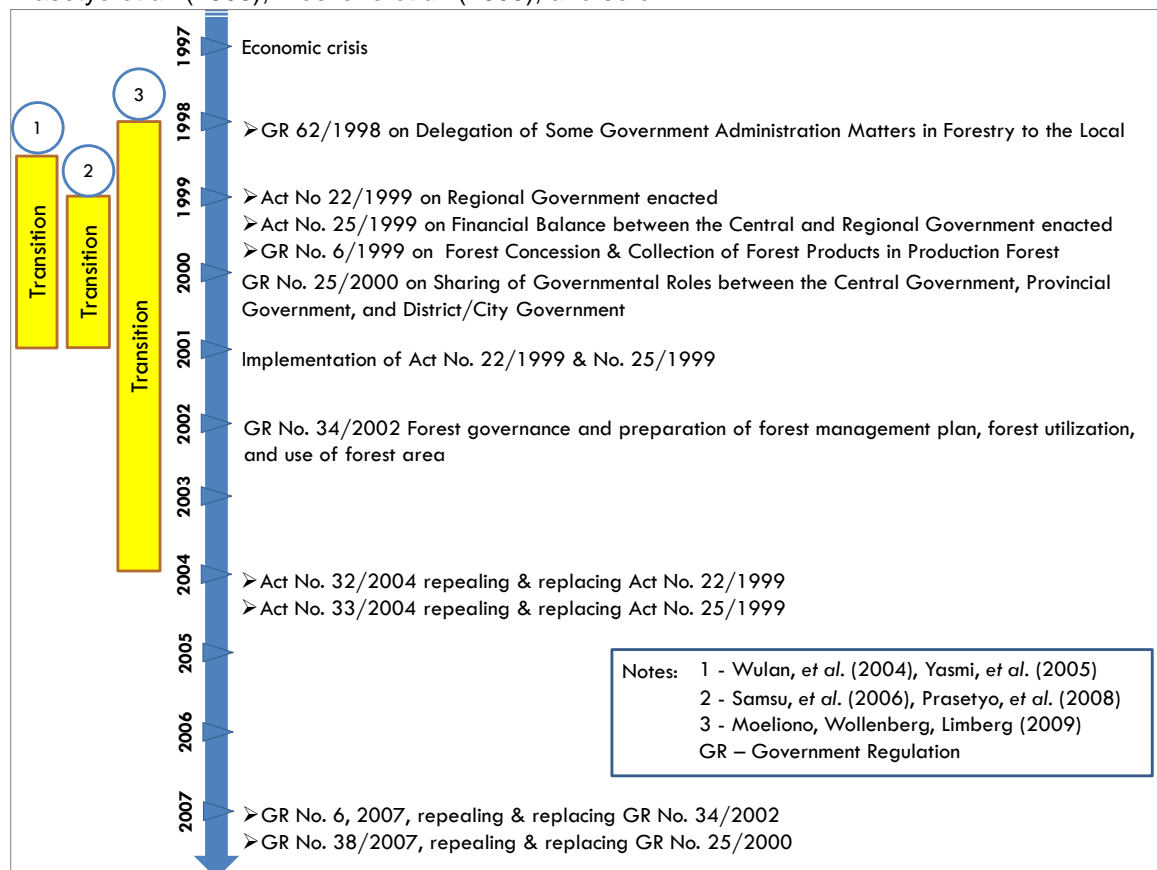 1997
Economic crisis
3
1
1998
➢GR 62/1998 on Delegation of Some Government Administration Matters in Forestry to the Local
2
1999
➢Act No 22/1999 on Regional Government enacted
➢Act No. 25/1999 on Financial Balance between the Central and Regional Government enacted
➢GR No. 6/1999 on Forest Concession & Collection of Forest Products in Production Forest
Transition
Transition
Transition
2000
GR No. 25/2000 on Sharing of Governmental Roles between the Central Government, Provincial
Government, and District/City Government
2001
Implementation of Act No. 22/1999 & No. 25/1999
2002
GR No. 34/2002 Forest governance and preparation of forest management plan, forest utilization,
and use of forest area
2003
2004
➢Act No. 32/2004 repealing & replacing Act No. 22/1999
➢Act No. 33/2004 repealing & replacing Act No. 25/1999
2005
Notes: 1 - Wulan, et al. (2004), Yasmi, et al. (2005)
2 - Samsu, et al. (2006), Prasetyo, et al. (2008)
3 - Moeliono, Wollenberg, Limberg (2009)
GR – Government Regulation
2006
2007
➢GR No. 6, 2007, repealing & replacing GR No. 34/2002
➢GR No. 38/2007, repealing & replacing GR No. 25/2000